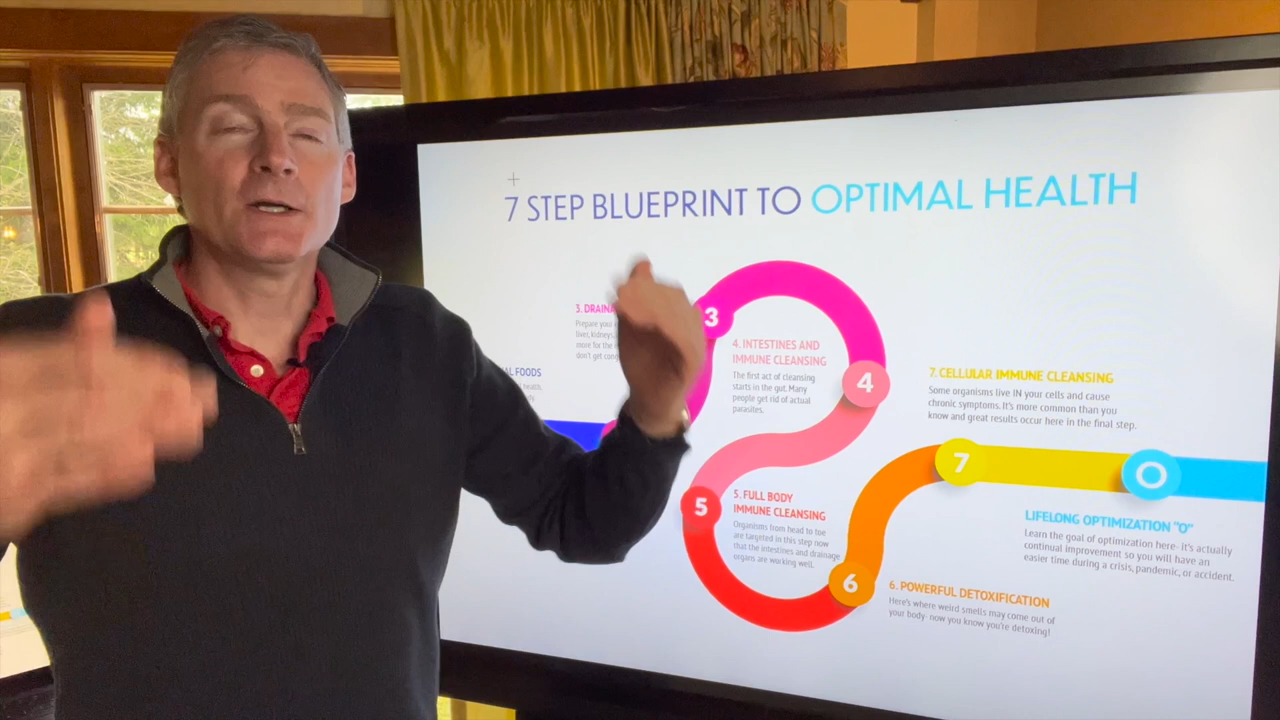 7 STEP BLUEPRINT TO OPTIMAL HEALTH
3. DRAINA
Prepare your
liver, kidneys,
more for the
don't get
AL FOODS
health,
3
4. INTESTINES AND
IMMUNE CLEANSING
The first act of cleansing
starts in the gut. Many
people get rid of actual
parasites.
4
5
5. FULL BODY
IMMUNE CLEANSING
Organisms from head to toe
are targeted in this step now
that the intestines and drainage
organs are working well.
6
6. POWERFUL DETOXIFICATION
Here's where weird smells may come out of
your body- now you know you're detoxing!
7. CELLULAR IMMUNE CLEANSING
Some organisms live IN your cells and cause
chronic symptoms. It's more common than you
know and great results occur here in the final step.
7
O
LIFELONG OPTIMIZATION "O"
Learn the goal of optimization here- it's actually
continual improvement so you will have an
easier time during a crisis, pandemic, or accident.